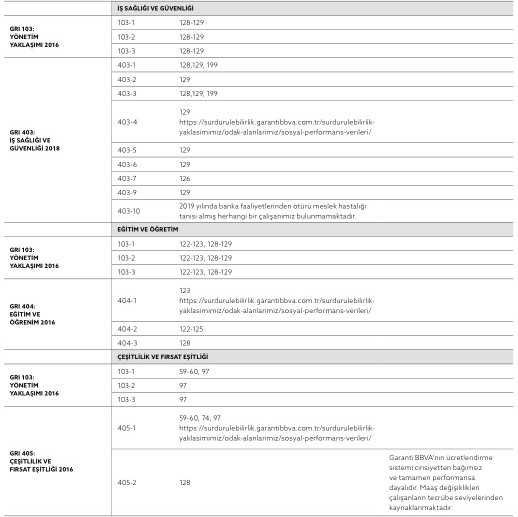 İŞ SAĞLIĞI VE GÜVENLİĞİ
GRI 103:
YÖNETİM
YAKLAŞIMI 2016
103-1 128-129
103-2 128-129
103-3 128-129
GRI 403:
İŞ SAĞLIĞI VE
GÜVENLİĞİ 2018
403-1 128,129, 199
403-2 129
403-3 128,129, 199
403-4 129
https://surdurulebilirlik.garantibbva.com.tr/surdurulebilirlik-
yaklasimimiz/odak-alanlarimiz/sosyal-performans-verileri/
403-5 129
403-6 129
403-7 126
403-9 129
403-10 2019 yılında banka faaliyetlerinden ötürü meslek hastalığı
tanısı almış herhangi bir çalışanımız bulunmamaktadır.
EĞİTİM VE ÖĞRETİM
GRI 103:
YÖNETİM
YAKLAŞIMI 2016
103-1 122-123, 128-129
103-2 122-123, 128-129
103-3 122-123, 128-129
GRI 404:
EĞİTİM VE
ÖĞRENİM 2016
404-1 123
https://surdurulebilirlik.garantibbva.com.tr/surdurulebilirlik-
yaklasimimiz/odak-alanlarimiz/sosyal-performans-verileri/
404-2 122-125
404-3 128
ÇEŞİTLİLİK VE FIRSAT EŞİTLİĞİ
GRI 103:
YÖNETİM
YAKLAŞIMI 2016
103-1 59-60, 97
103-2 97
103-3 97
GRI 405:
ÇEŞİTLİLİK VE
FIRSAT EŞİTLİĞİ 2016
405-1 59-60, 74, 97
https://surdurulebilirlik.garantibbva.com.tr/surdurulebilirlik-
yaklasimimiz/odak-alanlarimiz/sosyal-performans-verileri/
405-2 128
Garanti BBVA'nın ücretlendirme
sistemi cinsiyetten bağımsız
ve tamamen performansa
dayalıdır. Maaş değişiklikleri
çalışanların tecrübe seviyelerinden
kaynaklanmaktadır.